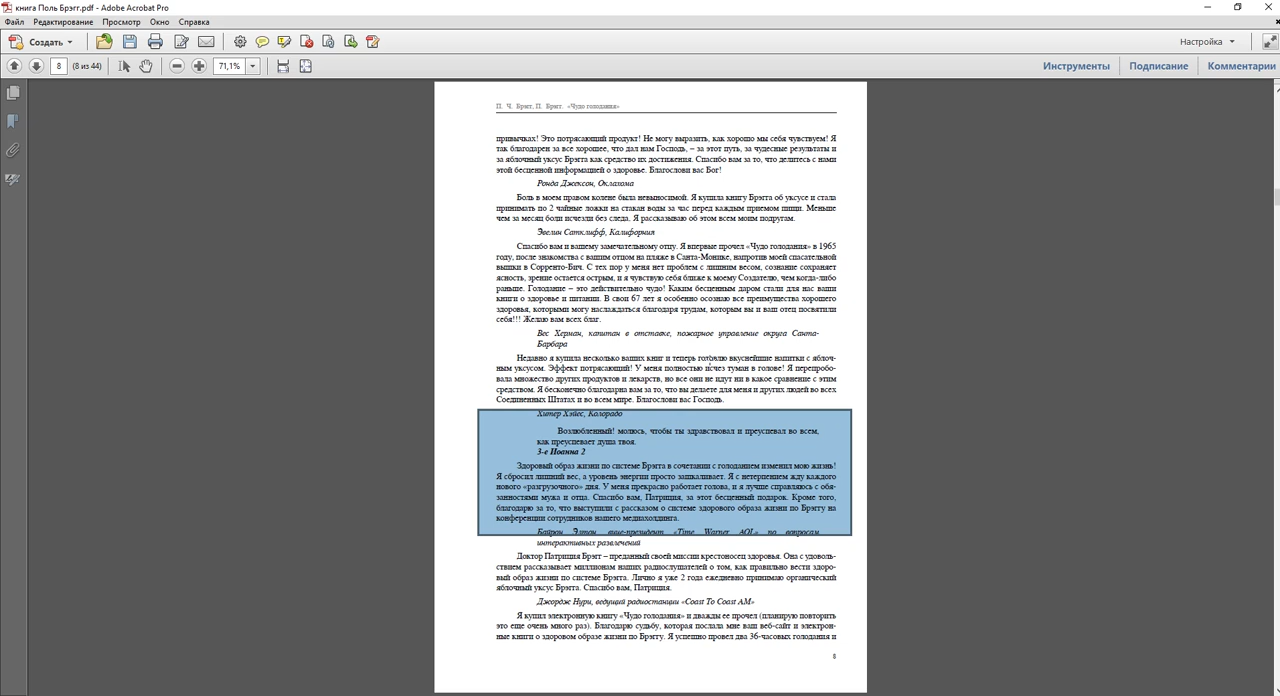 книга Поль Брэгг.pdf - Adobe Acrobat Pro
Файл Редактирование Просмотр Окно Справка
Создать Настройка
8 (8 из 44) 71,1% Инструменты Подписание Комментарии
П. Ч. Брэгг, П. Брэгг. «Чудо голодания»
привычках! Это потрясающий продукт! Не могу выразить, как хорошо мы себя чувствуем! Я
так благодарен за все хорошее, что дал нам Господь, – за этот путь, за чудесные результаты и
за яблочный уксус Брэгга как средство их достижения. Спасибо вам за то, что делитесь с нами
этой бесценной информацией о здоровье. Благослови вас Бог!
Ронда Джексон, Оклахома
Боль в моем правом колене была невыносимой. Я купила книгу Брэгга об уксусе и стала
принимать по 2 чайные ложки на стакан воды за час перед каждым приемом пищи. Меньше
чем за месяц боли исчезли без следа. Я рассказываю об этом всем моим подругам.
Эвелин Сатклифф, Калифорния
Спасибо вам и вашему замечательному отцу. Я впервые прочел «Чудо голодания» в 1965
году, после знакомства с вашим отцом на пляже в Санта-Монике, напротив моей спасательной
вышки в Сорренто-Бич. С тех пор у меня нет проблем с лишним весом, сознание сохраняет
ясность, зрение остается острым, и я чувствую себя ближе к моему Создателю, чем когда-либо
раньше. Голодание – это действительно чудо! Каким бесценным даром стали для нас ваши
книги о здоровье и питании. В свои 67 лет я особенно осознаю все преимущества хорошего
здоровья, которыми могу наслаждаться благодаря трудам, которым вы и ваш отец посвятили
себя!!! Желаю вам всех благ.
Вес Херман, капитан в отставке, пожарное управление округа Санта-
Барбара
Недавно я купила несколько ваших книг и теперь готовлю вкуснейшие напитки с яблоч-
ным уксусом. Эффект потрясающий! У меня полностью исчез туман в голове! Я перепробо-
вала множество других продуктов и лекарств, но все они не идут ни в какое сравнение с этим
средством. Я бесконечно благодарна вам за то, что вы делаете для меня и других людей во всех
Соединенных Штатах и во всем мире. Благослови вас Господь.
Хитер Хэйес, Колорадо
Возлюбленный! молюсь, чтобы ты здравствовал и преуспевал во всем,
как преуспевает душа твоя.
3-е Иоанна 2
Здоровый образ жизни по системе Брэгга в сочетании с голоданием изменил мою жизнь!
Я сбросил лишний вес, а уровень энергии просто зашкаливает. Я с нетерпением жду каждого
нового «разгрузочного» дня. У меня прекрасно работает голова, и я лучше справляюсь с обя-
занностями мужа и отца. Спасибо вам, Патриция, за этот бесценный подарок. Кроме того,
благодарю за то, что выступили с рассказом о системе здорового образа жизни по Брэггу на
конференции сотрудников нашего медиахолдинга.
Байрон Элтон, вице-президент «Time Warner AOL» по вопросам
интерактивных развлечений
Доктор Патриция Брэгг – преданный своей миссии крестоносец здоровья. Она с удоволь-
ствием рассказывает миллионам наших радиослушателей о том, как правильно вести здоро-
вый образ жизни по системе Брэгга. Лично я уже 2 года ежедневно принимаю органический
яблочный уксус Брэгга. Спасибо вам, Патриция.
Джордж Нури, ведущий радиостанции «Coast To Coast AM»
Я купил электронную книгу «Чудо голодания» и дважды ее прочел (планирую повторить
это еще очень много раз). Благодарю судьбу, которая послала мне ваш веб-сайт и электрон-
ные книги о здоровом образе жизни по Брэггу. Я успешно провел два 36-часовых голодания и
8